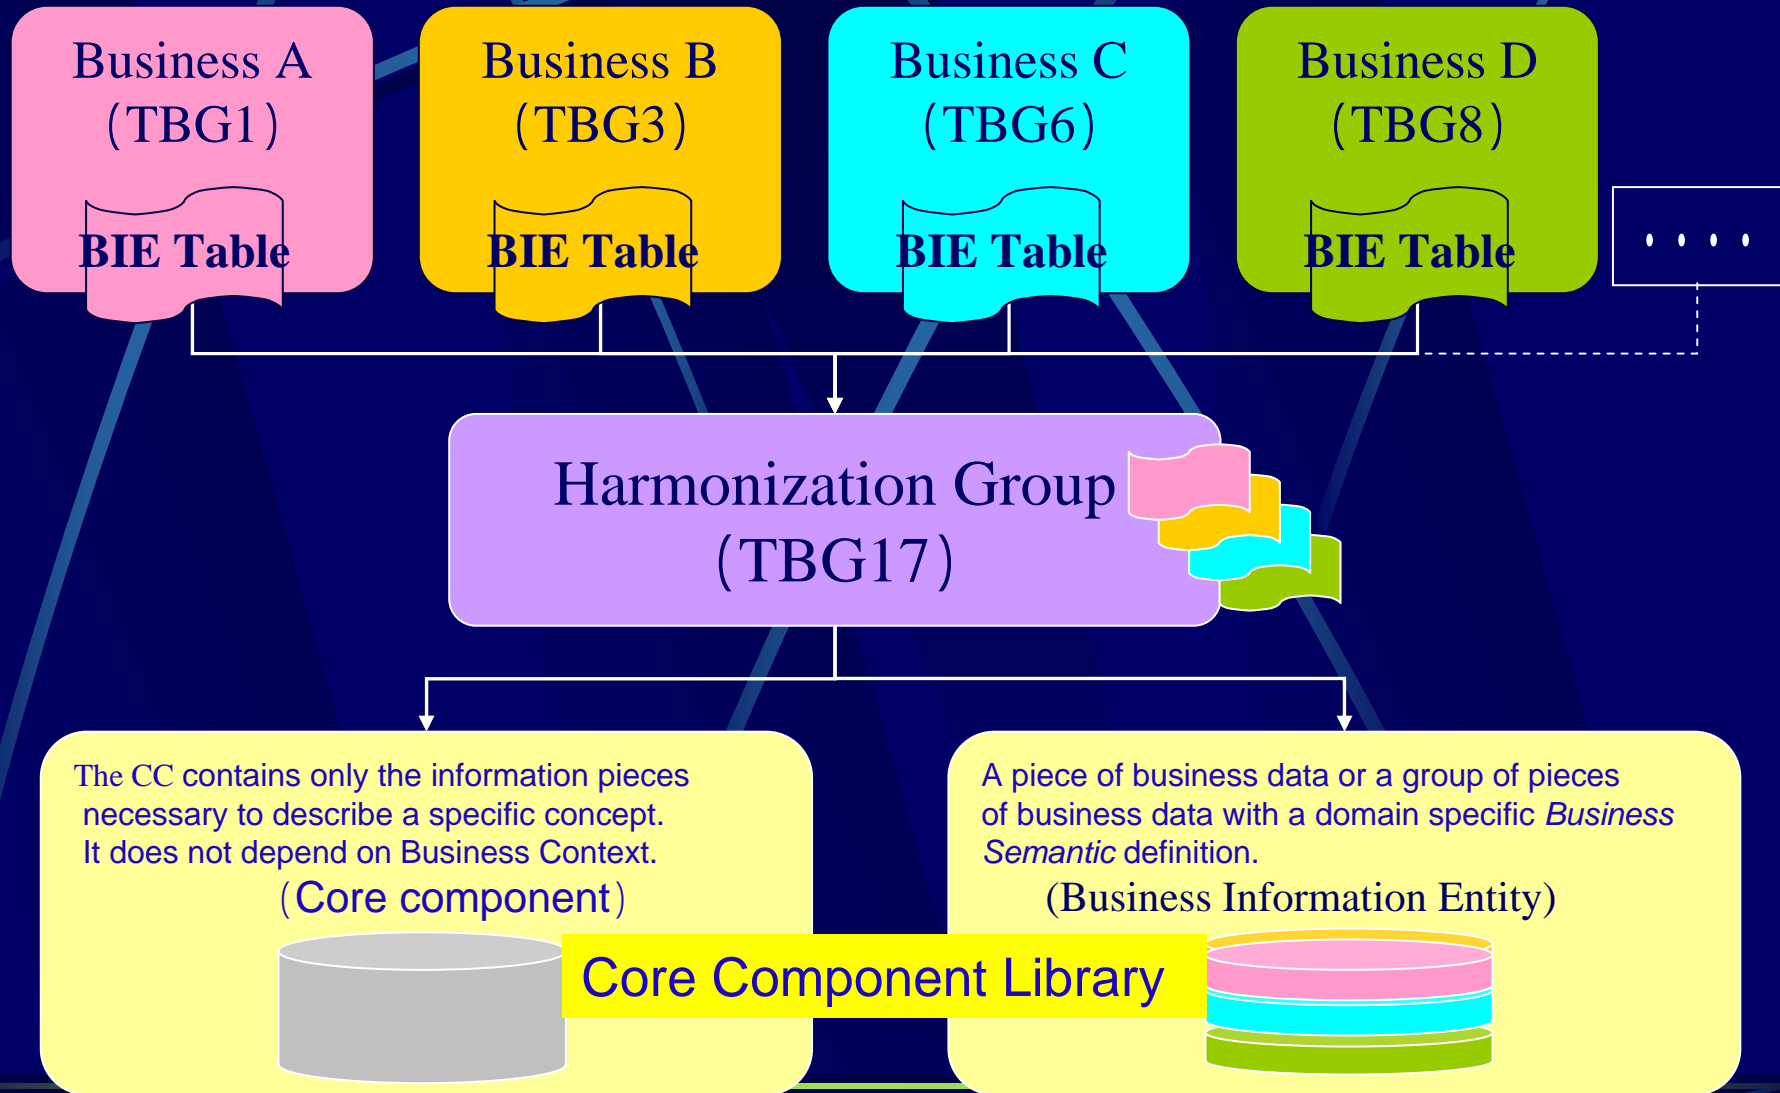 Business A
(TBG1)
BIE Table
Business B
(TBG3)
BIE Table
Business C
(TBG6)
BIE Table
Business D
(TBG8)
BIE Table
....
Harmonization Group
(TBG17)
The CC contains only the information pieces
necessary to describe a specific concept.
It does not depend on Business Context.
(Core component)
A piece of business data or a group of pieces
of business data with a domain specific Business
Semantic definition.
(Business Information Entity)
Core Component Library